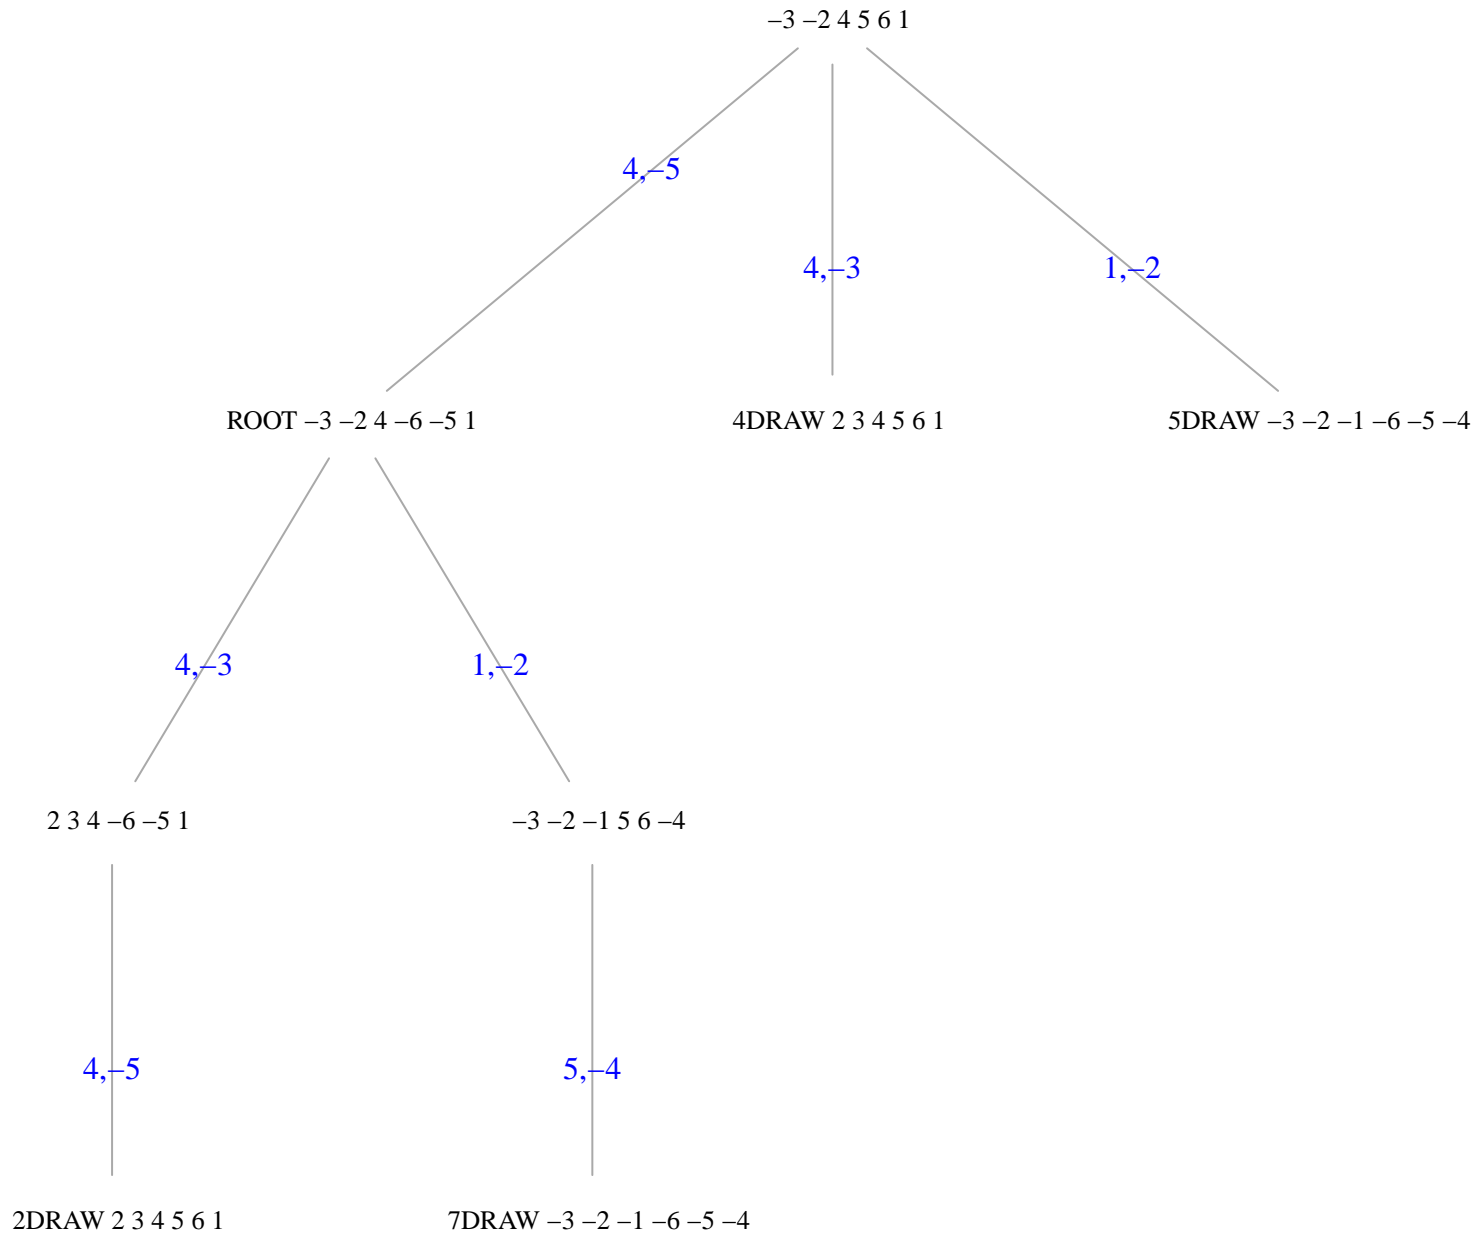 –3 –2 4 5 6 1
4,–5
4,–3
1,–2
ROOT –3 –2 4 –6 –5 1
4DRAW 2 3 4 5 6 1
5DRAW –3 –2 –1 –6 –5 –4
4,–3
1,–2
2 3 4 –6 –5 1
–3 –2 –1 5 6 –4
4,–5
5,–4
2DRAW 2 3 4 5 6 1
7DRAW –3 –2 –1 –6 –5 –4